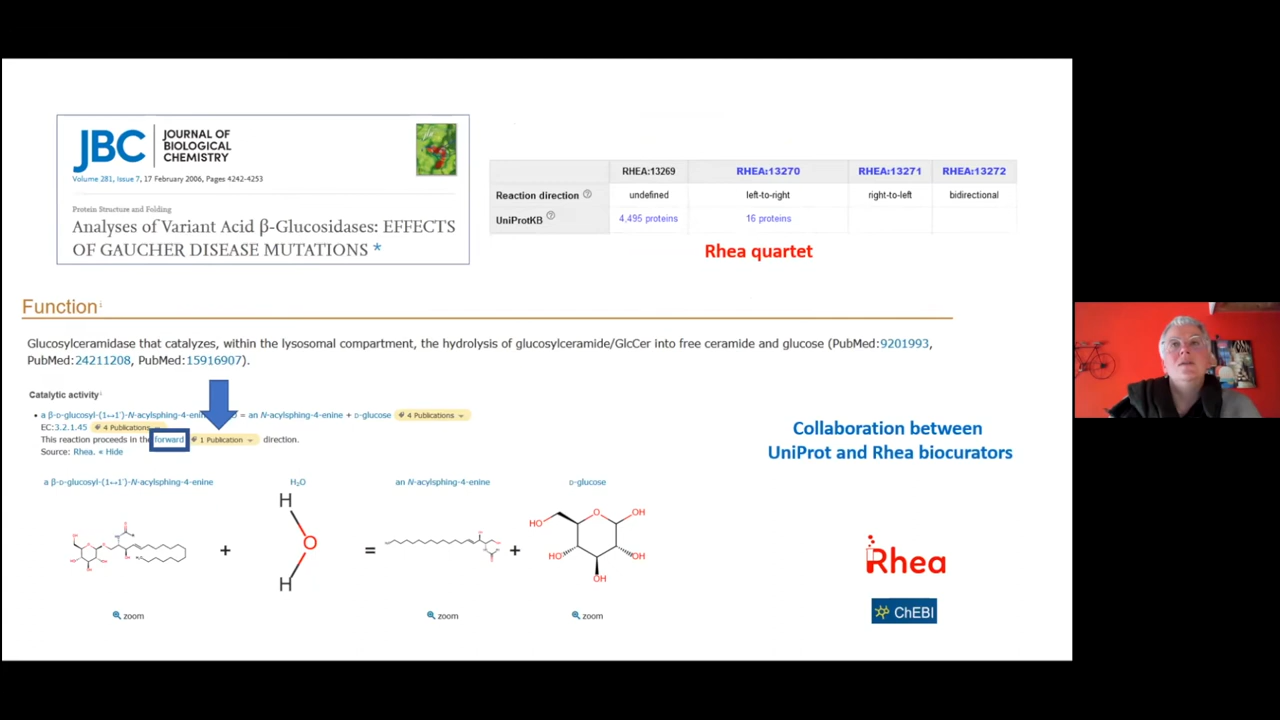 JBC
JOURNAL OF
BIOLOGICAL
CHEMISTRY
Volume 281, Issue 7, 17 February 2006, Pages 4242-4253
Protein Structure and Folding
Analyses of Variant Acid β-Glucosidases: EFFECTS
OF GAUCHER DISEASE MUTATIONS *
RHEA:13269 RHEA:13270 RHEA:13271 RHEA:13272
Reaction direction ? undefined left-to-right right-to-left bidirectional
UniProtKB ? 4,495 proteins 16 proteins
Rhea quartet
Function i
Glucosylceramidase that catalyzes, within the lysosomal compartment, the hydrolysis of glucosylceramide/GlcCer into free ceramide and glucose (PubMed:9201993,
PubMed:24211208, PubMed:15916907).
Catalytic activity i
• a β-D-glucosyl-(1↔1')-N-acylsphing-4-enine = an N-acylsphing-4-enine + D-glucose 4 Publications
EC:3.2.1.45 4 Publications
This reaction proceeds in the forward 1 Publication direction.
Source: Rhea. « Hide
a β-D-glucosyl-(1↔1')-N-acylsphing-4-enine H₂O an N-acylsphing-4-enine D-glucose
H
O
H
+ = +
HO O OH
HO OH
OH
zoom zoom zoom
Collaboration between
UniProt and Rhea biocurators
Rhea
ChEBI